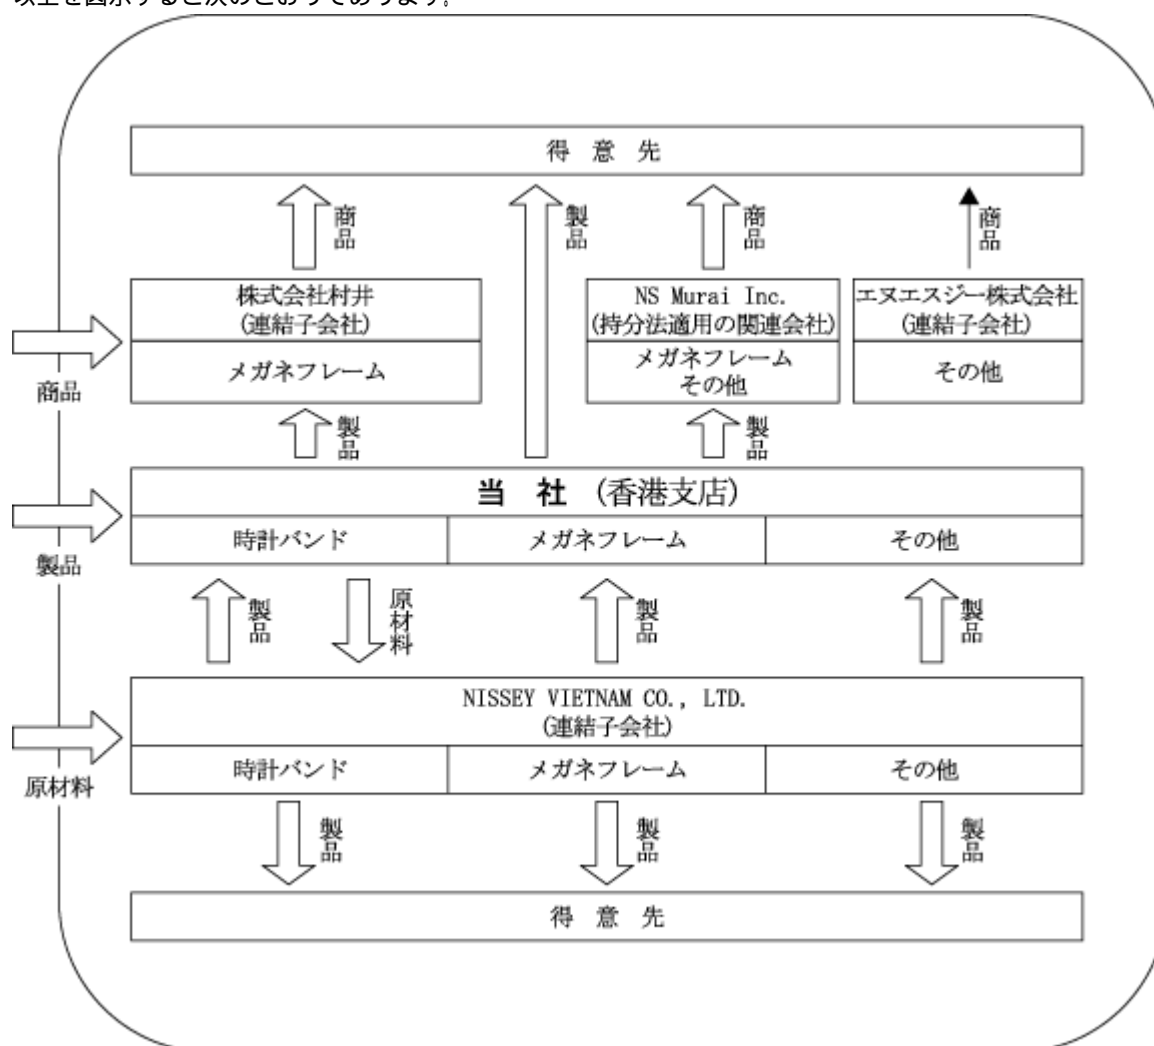 以上を図示すると次のとおりであります。
得 意 先
商品
製品
商品
商品
株式会社村井
(連結子会社)
メガネフレーム
NS Murai Inc.
(持分法適用の関連会社)
メガネフレーム
その他
エヌエスジー株式会社
(連結子会社)
その他
商品
製品
製品
当 社 (香港支店)
時計バンド
メガネフレーム
その他
製品
製品
原材料
製品
製品
NISSEY VIETNAM CO., LTD.
(連結子会社)
時計バンド
メガネフレーム
その他
原材料
製品
製品
製品
得 意 先